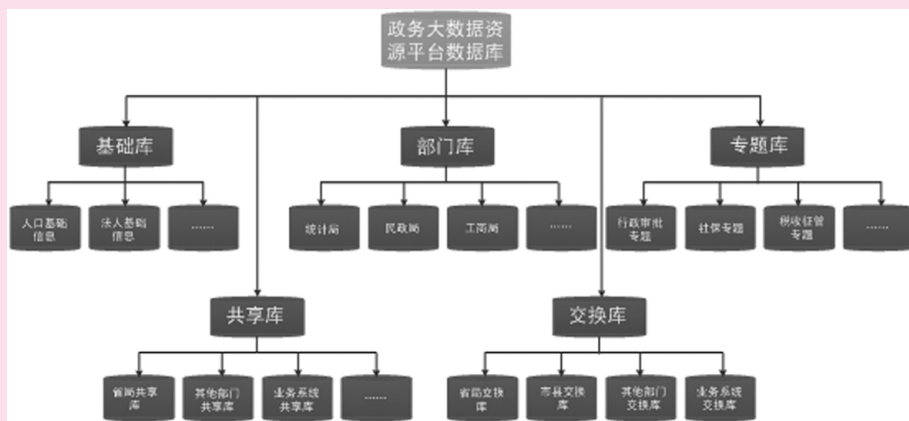 政务大数据资
源平台数据库
基础库
部门库
专题库
人口基础
信息
法人基础
信息
……
统计局
民政局
工商局
……
行政审批
专题
社保专题
税收征管
专题
……
共享库
交换库
省局共享
库
其他部门
共享库
业务系统
共享库
……
省局交换
库
市县交换
库
其他部门
交换库
业务系统
交换库